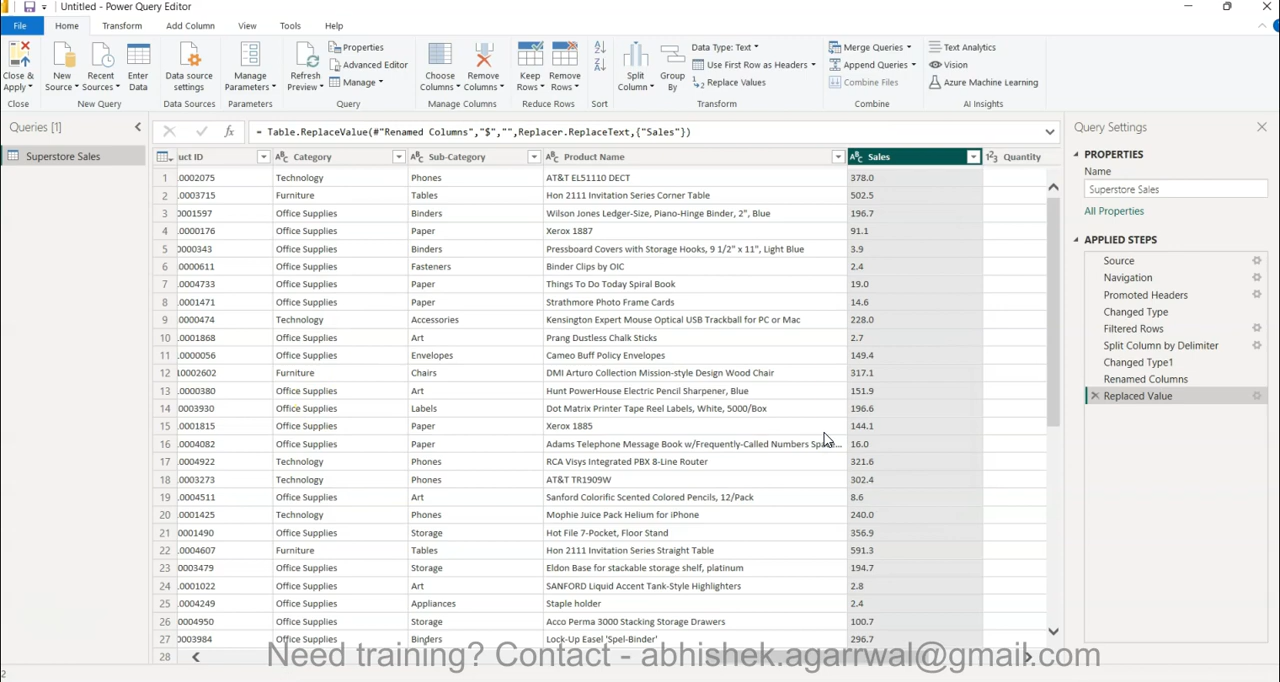 Untitled - Power Query Editor
File Home Transform Add Column View Tools Help
Close & Apply
Close
New Source
Recent Sources
Enter Data
New Query
Data source settings
Data Sources
Manage Parameters
Parameters
Refresh Preview
Properties
Advanced Editor
Manage
Query
Choose Columns
Remove Columns
Manage Columns
Keep Rows
Remove Rows
Reduce Rows
Sort
Split Column
Group By
Data Type: Text
Use First Row as Headers
Replace Values
Transform
Merge Queries
Append Queries
Combine Files
Combine
Text Analytics
Vision
Azure Machine Learning
AI Insights
Queries [1]
Superstore Sales
= Table.ReplaceValue(#"Renamed Columns","$","",Replacer.ReplaceText,{"Sales"})
uct ID Category Sub-Category Product Name Sales Quantity
1 .0002075 Technology Phones AT&T EL51110 DECT 378.0
2 .0003715 Furniture Tables Hon 2111 Invitation Series Corner Table 502.5
3 0001597 Office Supplies Binders Wilson Jones Ledger-Size, Piano-Hinge Binder, 2", Blue 196.7
4 .0000176 Office Supplies Paper Xerox 1887 91.1
5 0000343 Office Supplies Binders Pressboard Covers with Storage Hooks, 9 1/2" x 11", Light Blue 3.9
6 .0000611 Office Supplies Fasteners Binder Clips by OIC 2.4
7 .0004733 Office Supplies Paper Things To Do Today Spiral Book 19.0
8 .0001471 Office Supplies Paper Strathmore Photo Frame Cards 14.6
9 .0000474 Technology Accessories Kensington Expert Mouse Optical USB Trackball for PC or Mac 228.0
10 .0001868 Office Supplies Art Prang Dustless Chalk Sticks 2.7
11 .0000056 Office Supplies Envelopes Cameo Buff Policy Envelopes 149.4
12 10002602 Furniture Chairs DMI Arturo Collection Mission-style Design Wood Chair 317.1
13 .0000380 Office Supplies Art Hunt PowerHouse Electric Pencil Sharpener, Blue 151.9
14 0003930 Office Supplies Labels Dot Matrix Printer Tape Reel Labels, White, 5000/Box 196.6
15 .0001815 Office Supplies Paper Xerox 1885 144.1
16 .0004082 Office Supplies Paper Adams Telephone Message Book w/Frequently-Called Numbers 16.0
17 .0004922 Technology Phones RCA Visys Integrated PBX 8-Line Router 321.6
18 .0003273 Technology Phones AT&T TR1909W 302.4
19 .0004511 Office Supplies Art Sanford Colorific Scented Colored Pencils, 12/Pack 8.6
20 .0001425 Technology Phones Mophie Juice Pack Helium for iPhone 240.0
21 .0001490 Office Supplies Storage Hot File 7-Pocket, Floor Stand 356.9
22 .0004607 Furniture Tables Hon 2111 Invitation Series Straight Table 591.3
23 0003479 Office Supplies Storage Eldon Base for stackable storage shelf, platinum 194.7
24 .0001022 Office Supplies Art SANFORD Liquid Accent Tank-Style Highlighters 2.8
25 .0004249 Office Supplies Appliances Staple holder 2.4
26 .0004950 Office Supplies Storage Acco Perma 3000 Stacking Storage Drawers 100.7
27 0003984 Office Supplies Binders Lock-Up Easel 'Spel-Binder' 296.7
28
Query Settings
PROPERTIES
Name
Superstore Sales
All Properties
APPLIED STEPS
Source
Navigation
Promoted Headers
Changed Type
Filtered Rows
Split Column by Delimiter
Changed Type1
Renamed Columns
Replaced Value
Need training? Contact - abhishek.agarrwal@gmail.com